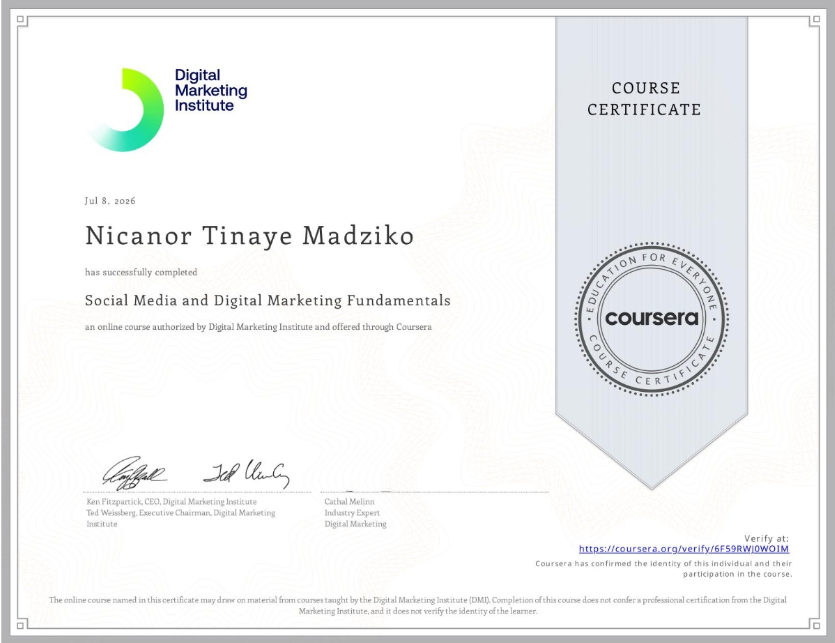 Digital
Marketing
Institute
COURSE
CERTIFICATE
Jul 8, 2026
Nicanor Tinaye Madziko
has successfully completed
Social Media and Digital Marketing Fundamentals
an online course authorized by Digital Marketing Institute and offered through Coursera
EDUCATION FOR EVERYONE
coursera
COURSE CERTIFICATE
Ken Fitzpartick, CEO, Digital Marketing Institute
Ted Weissberg, Executive Chairman, Digital Marketing
Institute
Cathal Melinn
Industry Expert
Digital Marketing
Verify at:
https://coursera.org/verify/6F59RWJ0WOIM
Coursera has confirmed the identity of this individual and their
participation in the course.
The online course named in this certificate may draw on material from courses taught by the Digital Marketing Institute (DMI). Completion of this course does not confer a professional certification from the Digital
Marketing Institute, and it does not verify the identity of the learner.